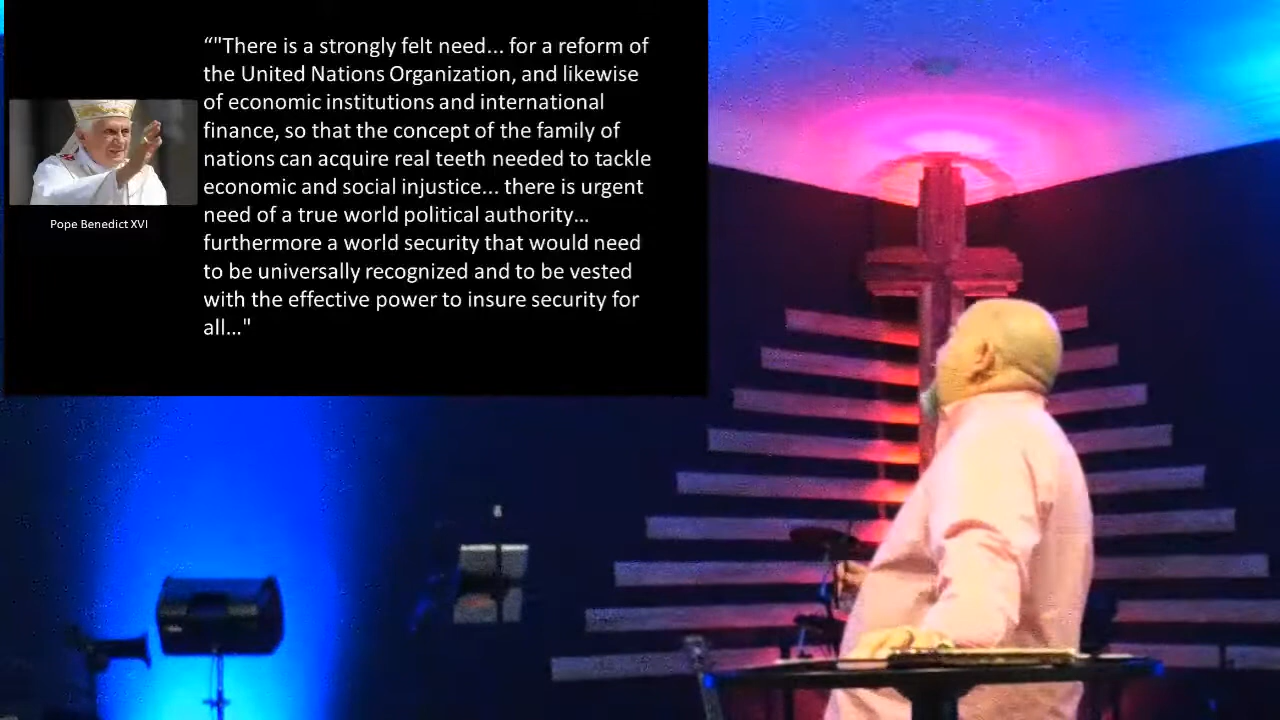 “"There is a strongly felt need... for a reform of
the United Nations Organization, and likewise
of economic institutions and international
finance, so that the concept of the family of
nations can acquire real teeth needed to tackle
economic and social injustice... there is urgent
need of a true world political authority...
furthermore a world security that would need
to be universally recognized and to be vested
with the effective power to insure security for
all..."
Pope Benedict XVI